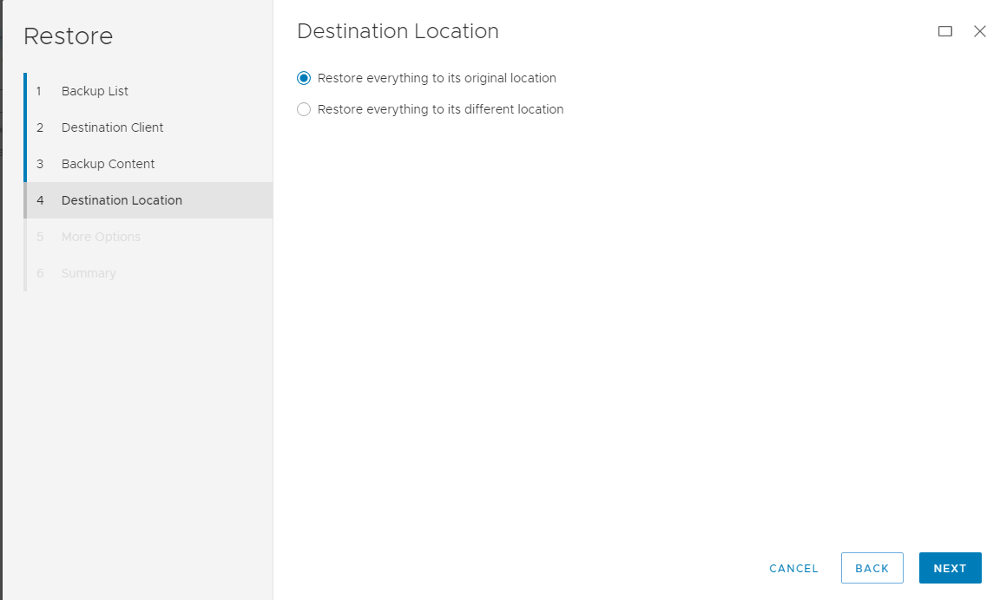 Restore
1 Backup List
2 Destination Client
3 Backup Content
4 Destination Location
5 More Options
6 Summary
Destination Location
Restore everything to its original location
Restore everything to its different location
CANCEL
BACK
NEXT